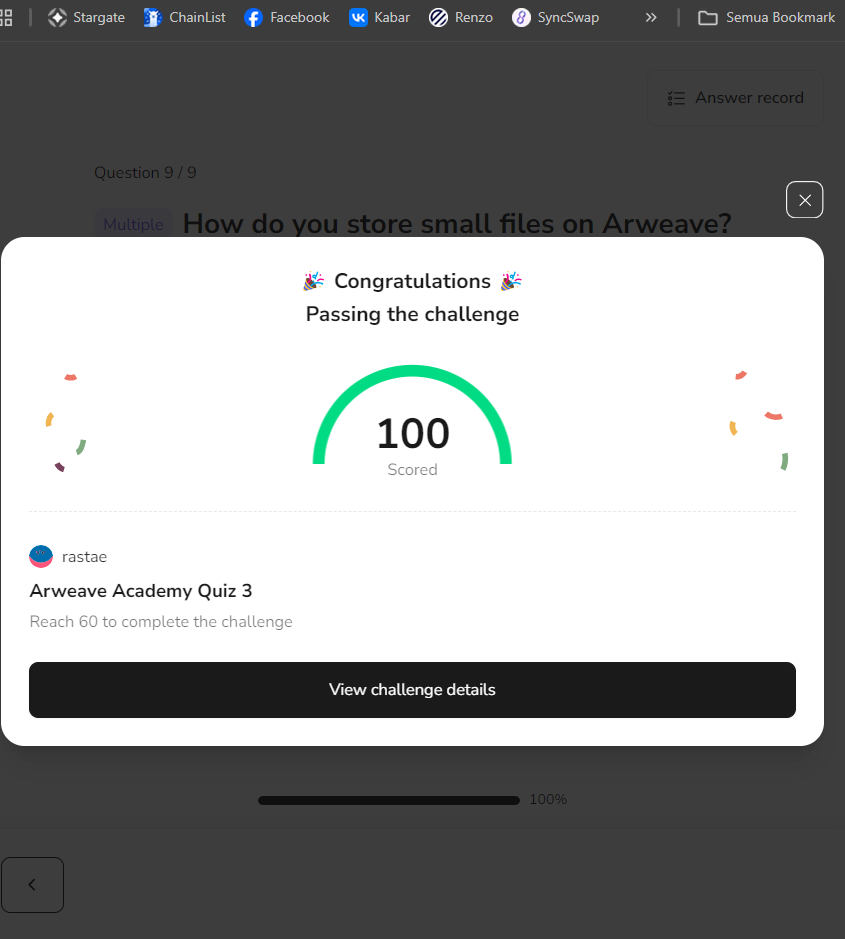 Stargate ChainList Facebook Kabar Renzo SyncSwap » Semua Bookmark
Answer record
Question 9 / 9
Multiple How do you store small files on Arweave?
🎉 Congratulations 🎉
Passing the challenge
100
Scored
rastae
Arweave Academy Quiz 3
Reach 60 to complete the challenge
View challenge details
100%